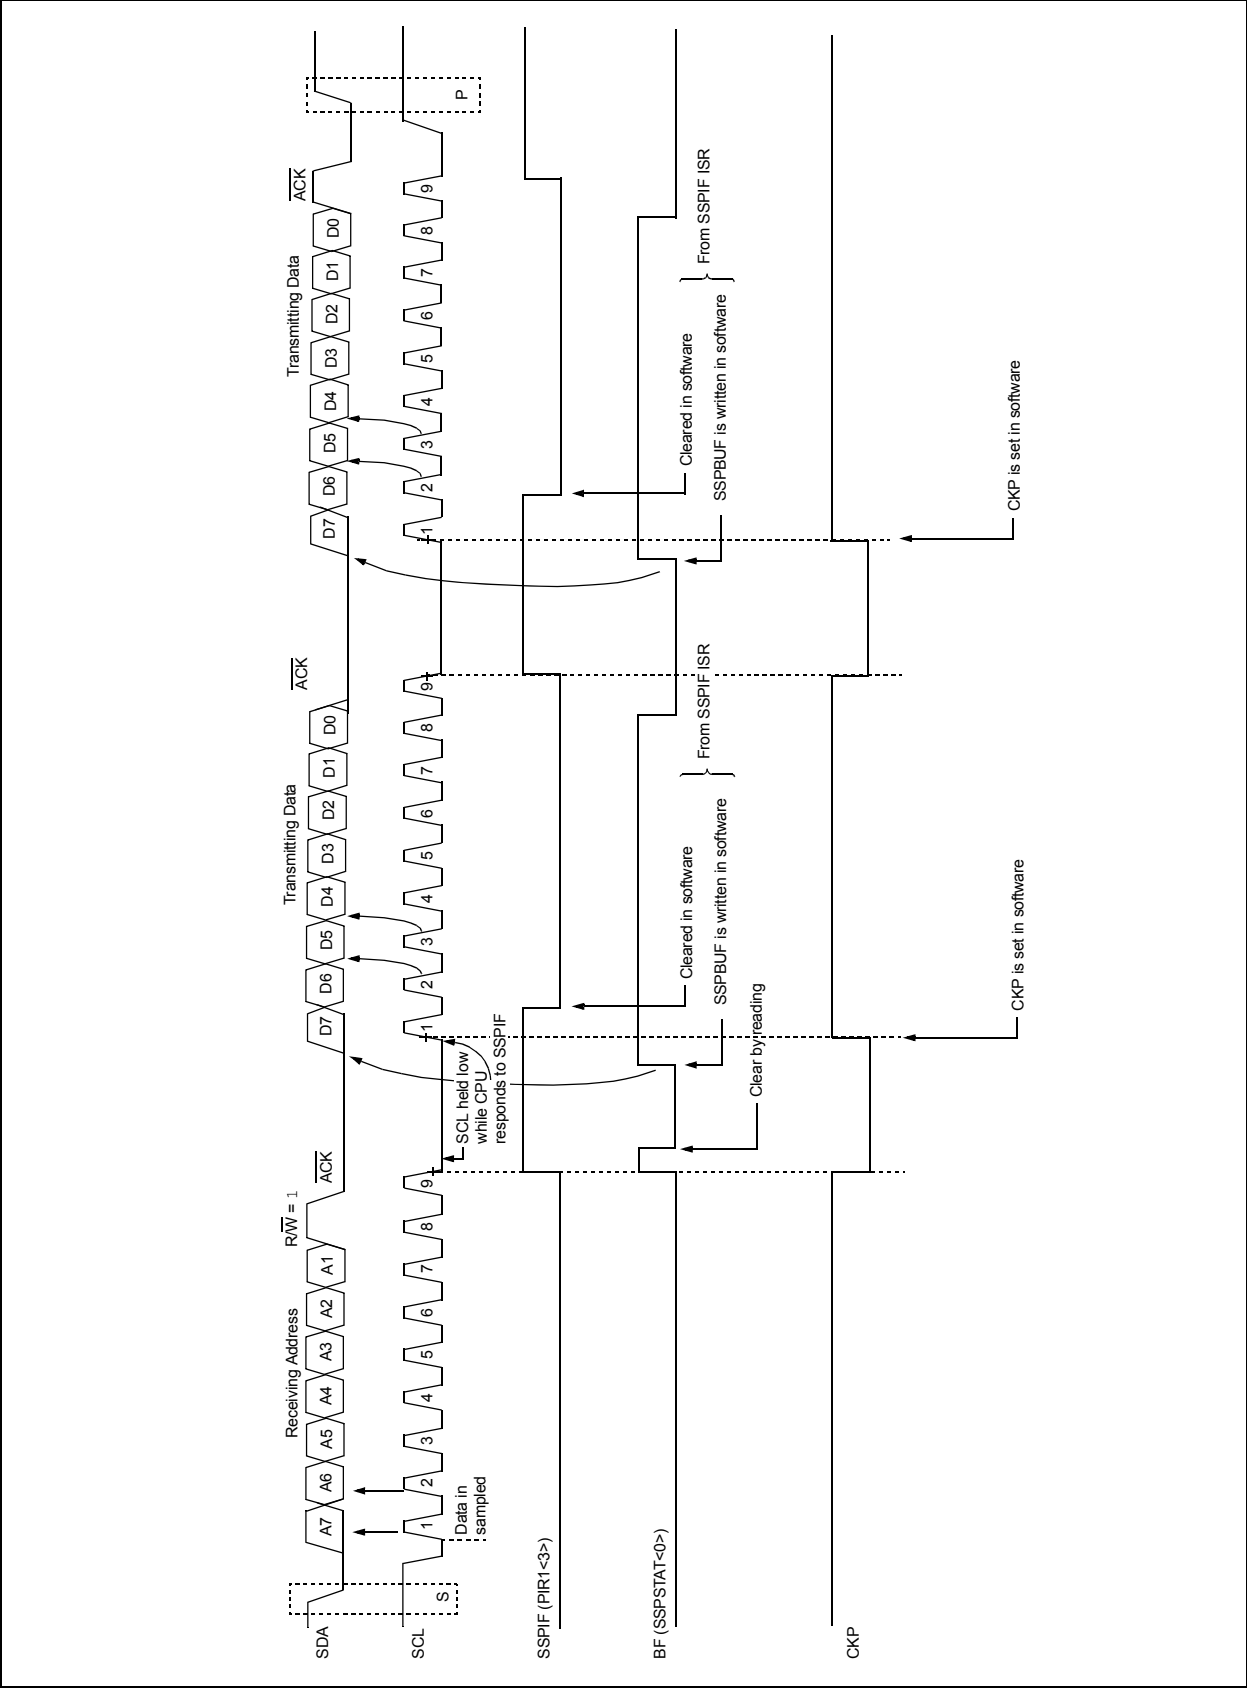 Receiving Address
R/W = 1
ACK
Transmitting Data
ACK
Transmitting Data
ACK
SDA
A7 A6 A5 A4 A3 A2 A1
D7 D6 D5 D4 D3 D2 D1 D0
D7 D6 D5 D4 D3 D2 D1 D0
SCL
1 2 3 4 5 6 7 8 9
1 2 3 4 5 6 7 8 9
1 2 3 4 5 6 7 8 9
S
P
Data in
sampled
SCL held low
while CPU
responds to SSPIF
SSPIF (PIR1<3>)
BF (SSPSTAT<0>)
Cleared in software
From SSPIF ISR
SSPBUF is written in software
Clear by reading
Cleared in software
From SSPIF ISR
SSPBUF is written in software
CKP
CKP is set in software
CKP is set in software